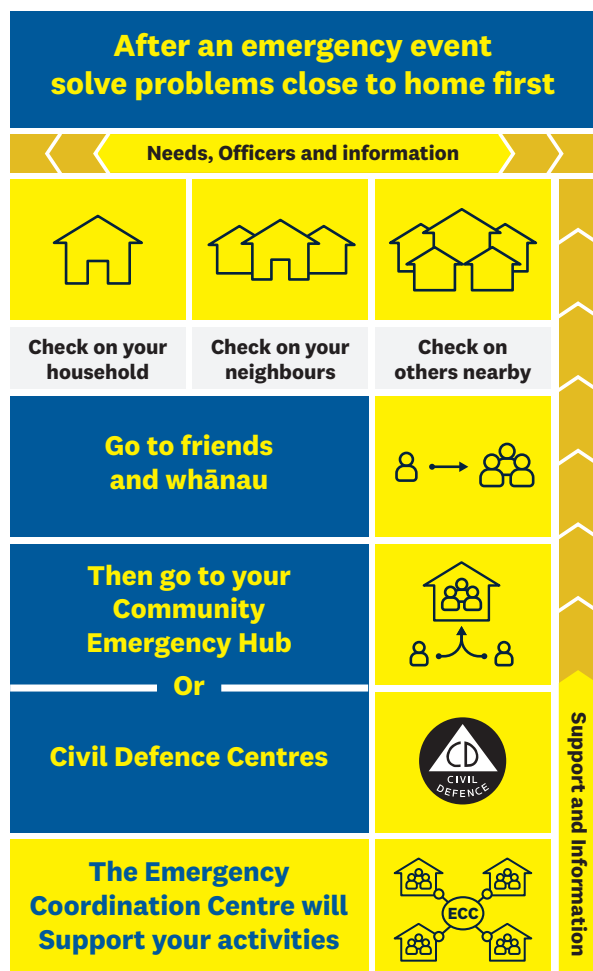 After an emergency event
solve problems close to home first
Needs, Officers and information
Check on your
household
Check on your
neighbours
Check on
others nearby
Go to friends
and whānau
Then go to your
Community
Emergency Hub
Or
Civil Defence Centres
CD
CIVIL
DEFENCE
Support and Information
The Emergency
Coordination Centre will
Support your activities
ECC